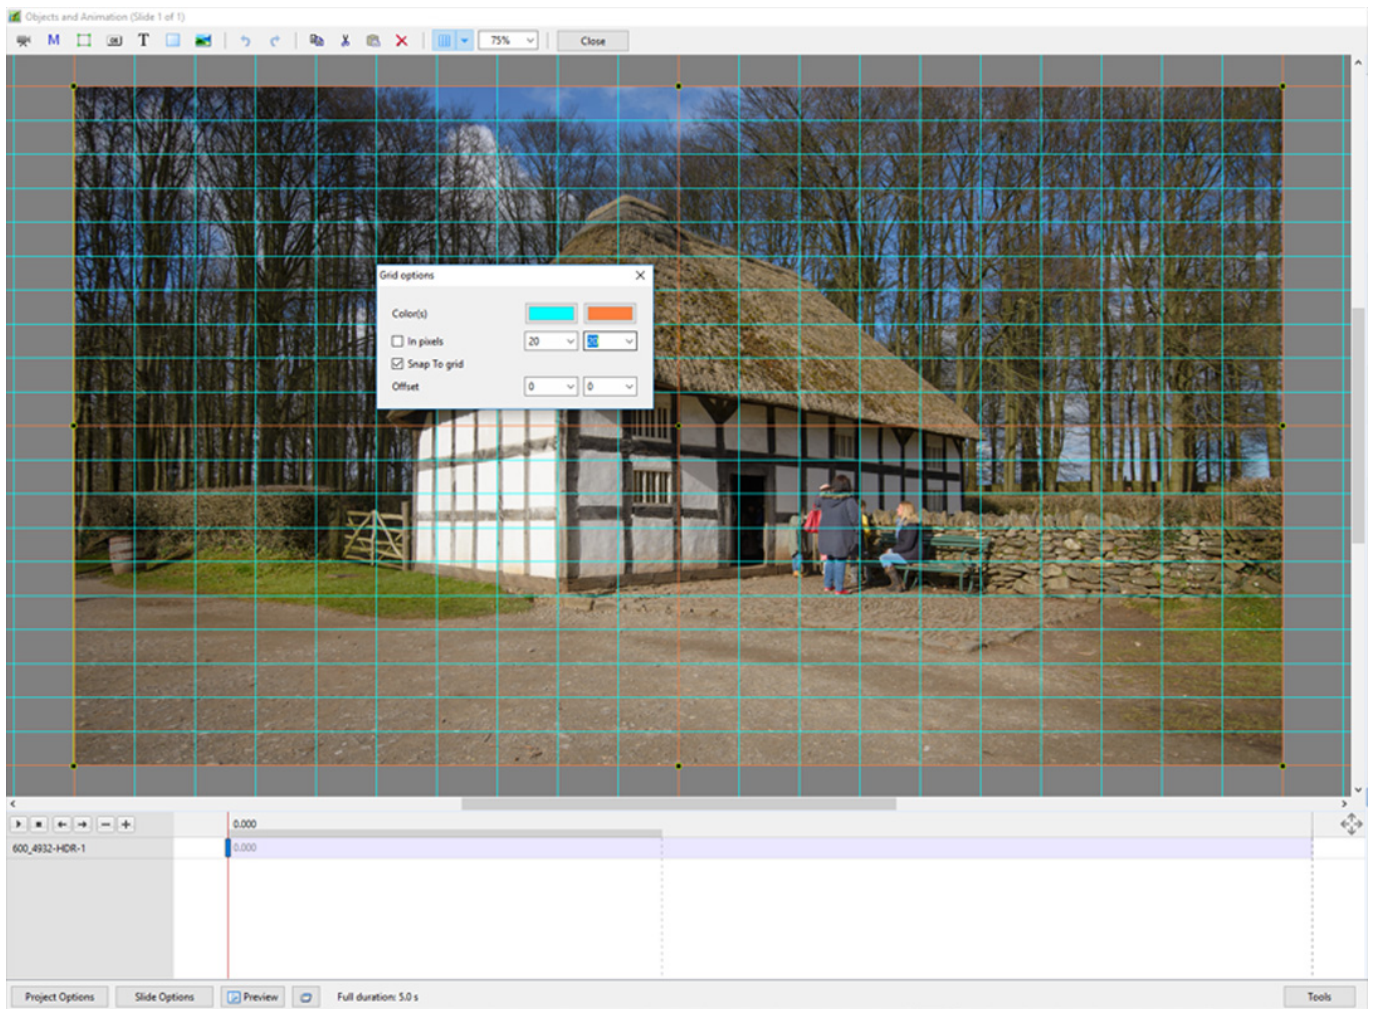 Objects and Animation (Slide 1 of 1)
M OK T 75% Close
Grid options
Color(s)
In pixels 20 20
Snap To grid
Offset 0 0
0.000
600_4932-HDR-1 0.000
Project Options Slide Options Preview Full duration: 5.0 s Tools